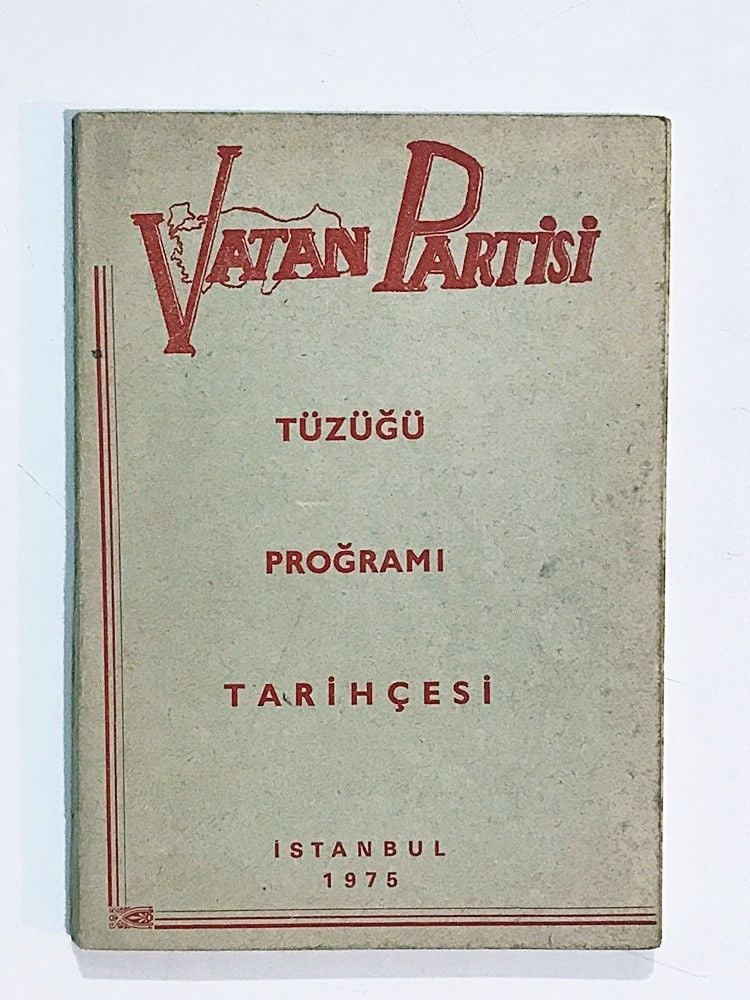 VATAN PARTİSİ
TÜZÜĞÜ
PROĞRAMI
TARİHÇESİ
İSTANBUL
1975